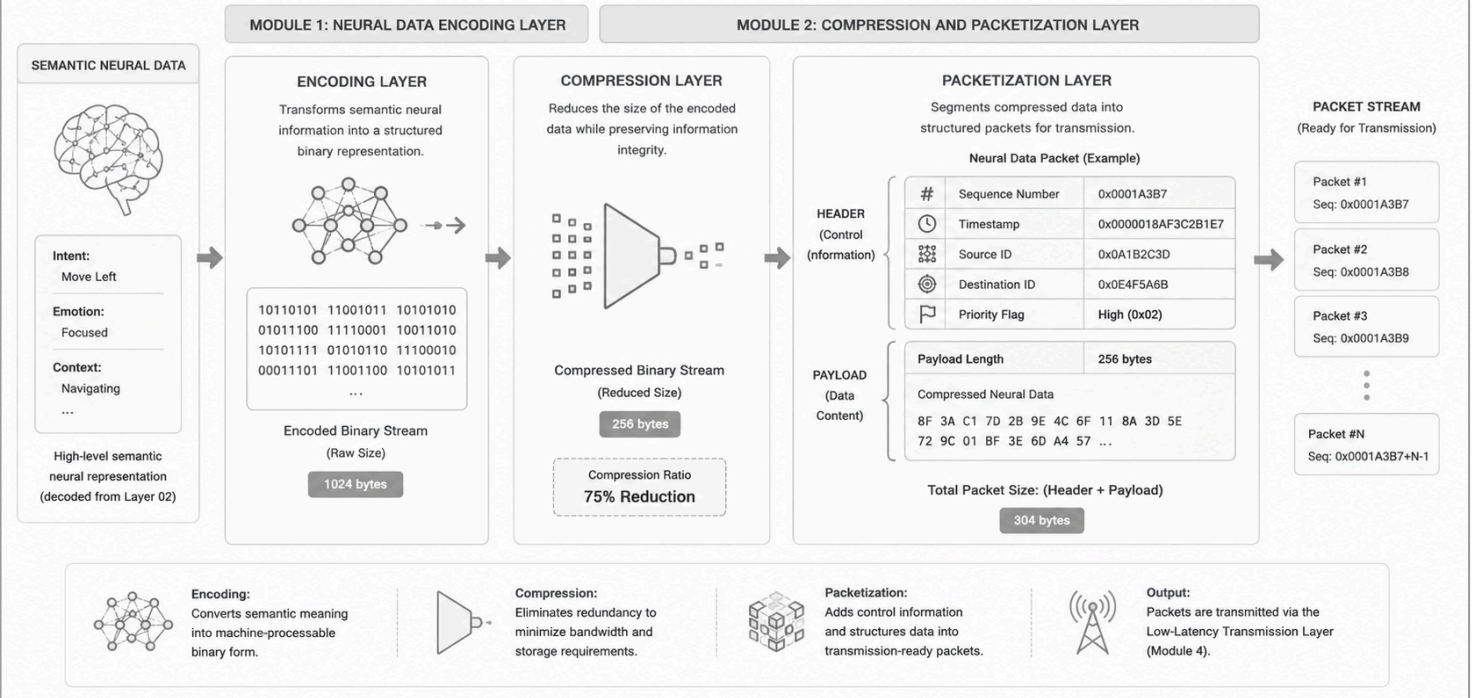 MODULE 1: NEURAL DATA ENCODING LAYER
MODULE 2: COMPRESSION AND PACKETIZATION LAYER
SEMANTIC NEURAL DATA
Intent:
Move Left
Emotion:
Focused
Context:
Navigating
...
High-level semantic
neural representation
(decoded from Layer 02)
ENCODING LAYER
Transforms semantic neural
information into a structured
binary representation.
10110101 11001011 10101010
01011100 11110001 10011010
10101111 01010110 11100010
00011101 11001100 10101011
...
Encoded Binary Stream
(Raw Size)
1024 bytes
COMPRESSION LAYER
Reduces the size of the encoded
data while preserving information
integrity.
Compressed Binary Stream
(Reduced Size)
256 bytes
Compression Ratio
75% Reduction
PACKETIZATION LAYER
Segments compressed data into
structured packets for transmission.
Neural Data Packet (Example)
HEADER
(Control
(nformation)
# Sequence Number 0x0001A3B7
Timestamp 0x0000018AF3C2B1E7
Source ID 0x0A1B2C3D
Destination ID 0x0E4F5A6B
Priority Flag High (0x02)
PAYLOAD
(Data
Content)
Payload Length 256 bytes
Compressed Neural Data
8F 3A C1 7D 2B 9E 4C 6F 11 8A 3D 5E
72 9C 01 BF 3E 6D A4 57 ...
Total Packet Size: (Header + Payload)
304 bytes
PACKET STREAM
(Ready for Transmission)
Packet #1
Seq: 0x0001A3B7
Packet #2
Seq: 0x0001A3B8
Packet #3
Seq: 0x0001A3B9
Packet #N
Seq: 0x0001A3B7+N-1
Encoding:
Converts semantic meaning
into machine-processable
binary form.
Compression:
Eliminates redundancy to
minimize bandwidth and
storage requirements.
Packetization:
Adds control information
and structures data into
transmission-ready packets.
Output:
Packets are transmitted via the
Low-Latency Transmission Layer
(Module 4).